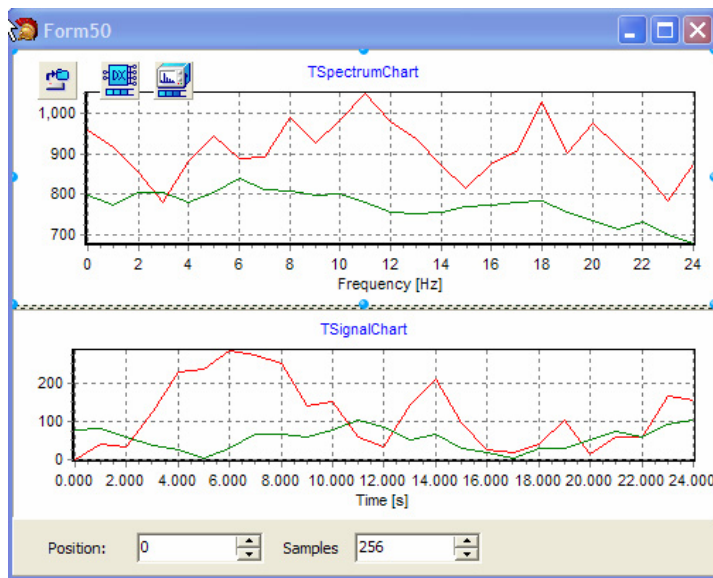 Form50
TSpectrumChart
DX
1,000
900
800
700
0 2 4 6 8 10 12 14 16 18 20 22 24
Frequency [Hz]
TSignalChart
200
100
0
0.000 2.000 4.000 6.000 8.000 10.000 12.000 14.000 16.000 18.000 20.000 22.000 24.000
Time [s]
Position: 0 Samples 256